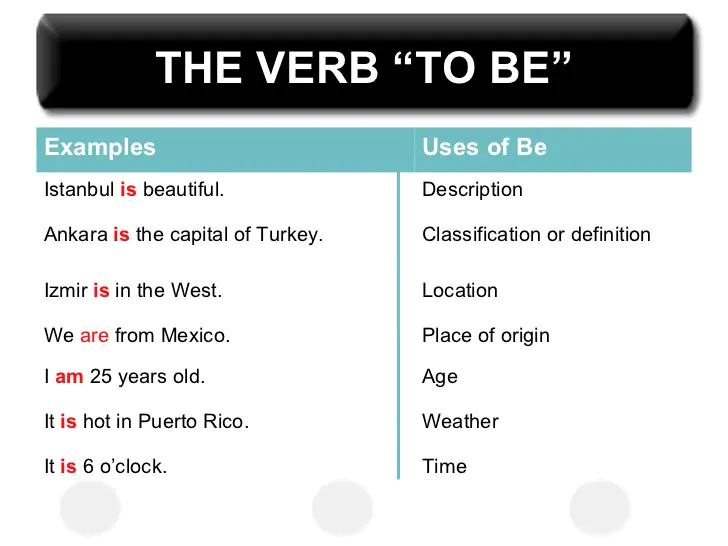 THE VERB “TO BE”
Examples Uses of Be
Istanbul is beautiful. Description
Ankara is the capital of Turkey. Classification or definition
Izmir is in the West. Location
We are from Mexico. Place of origin
I am 25 years old. Age
It is hot in Puerto Rico. Weather
It is 6 o’clock. Time